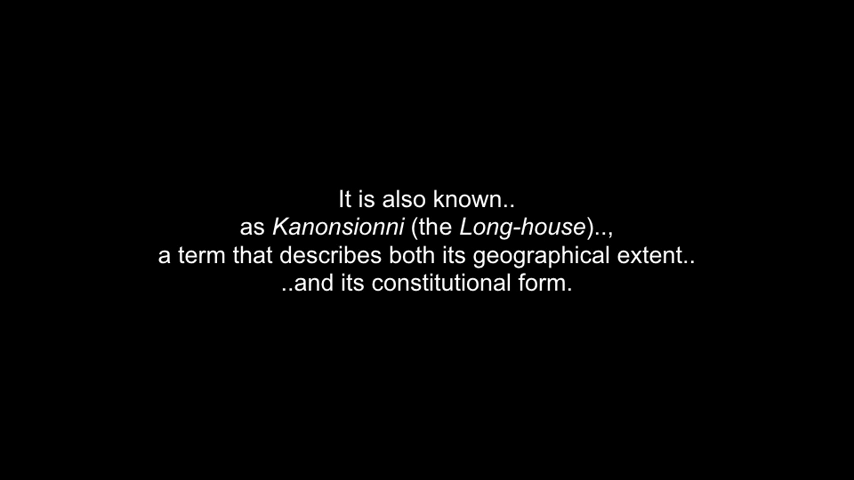 It is also known..
as Kanonsionni (the Long-house)..,
a term that describes both its geographical extent..
..and its constitutional form.